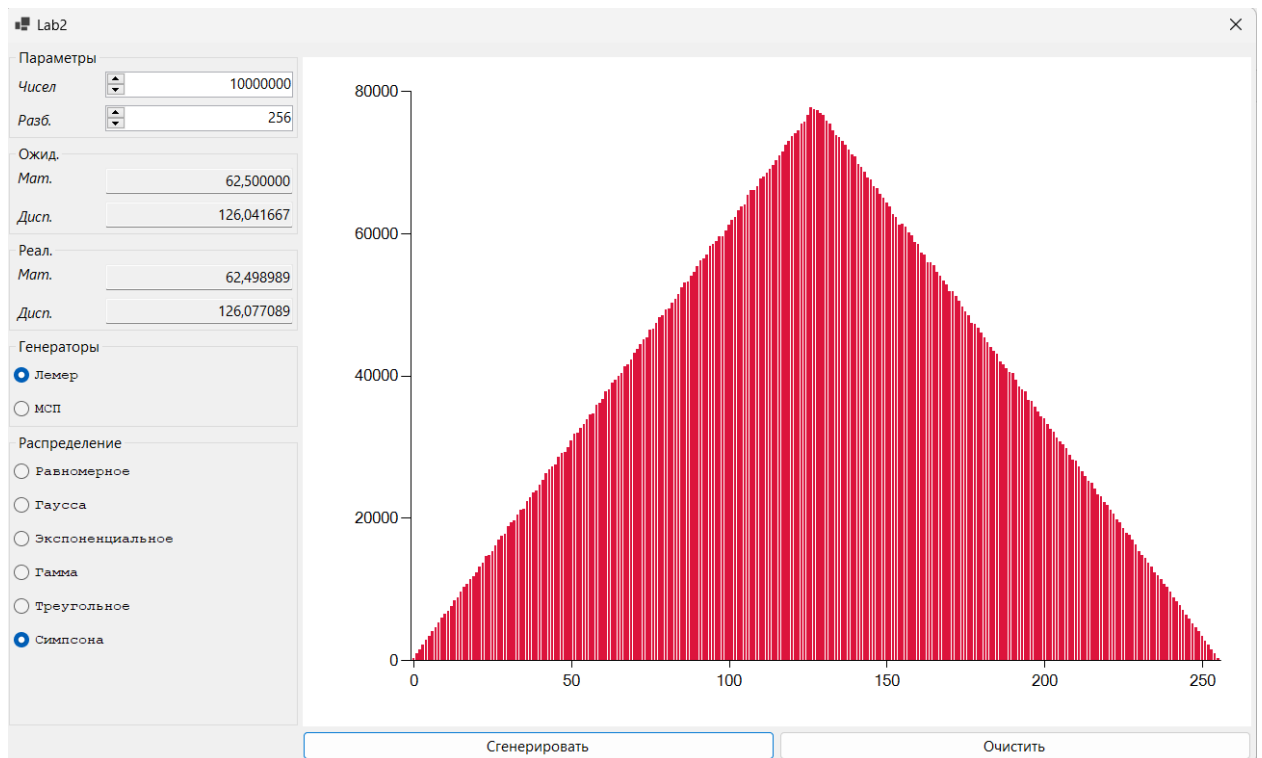 Lab2
Параметры
Чисел 10000000
Разб. 256
Ожид.
Мат. 62,500000
Дисп. 126,041667
Реал.
Мат. 62,498989
Дисп. 126,077089
Генераторы
Лемер
МСП
Распределение
Равномерное
Гаусса
Экспоненциальное
Гамма
Треугольное
Симпсона
80000
60000
40000
20000
0
0 50 100 150 200 250
Сгенерировать Очистить